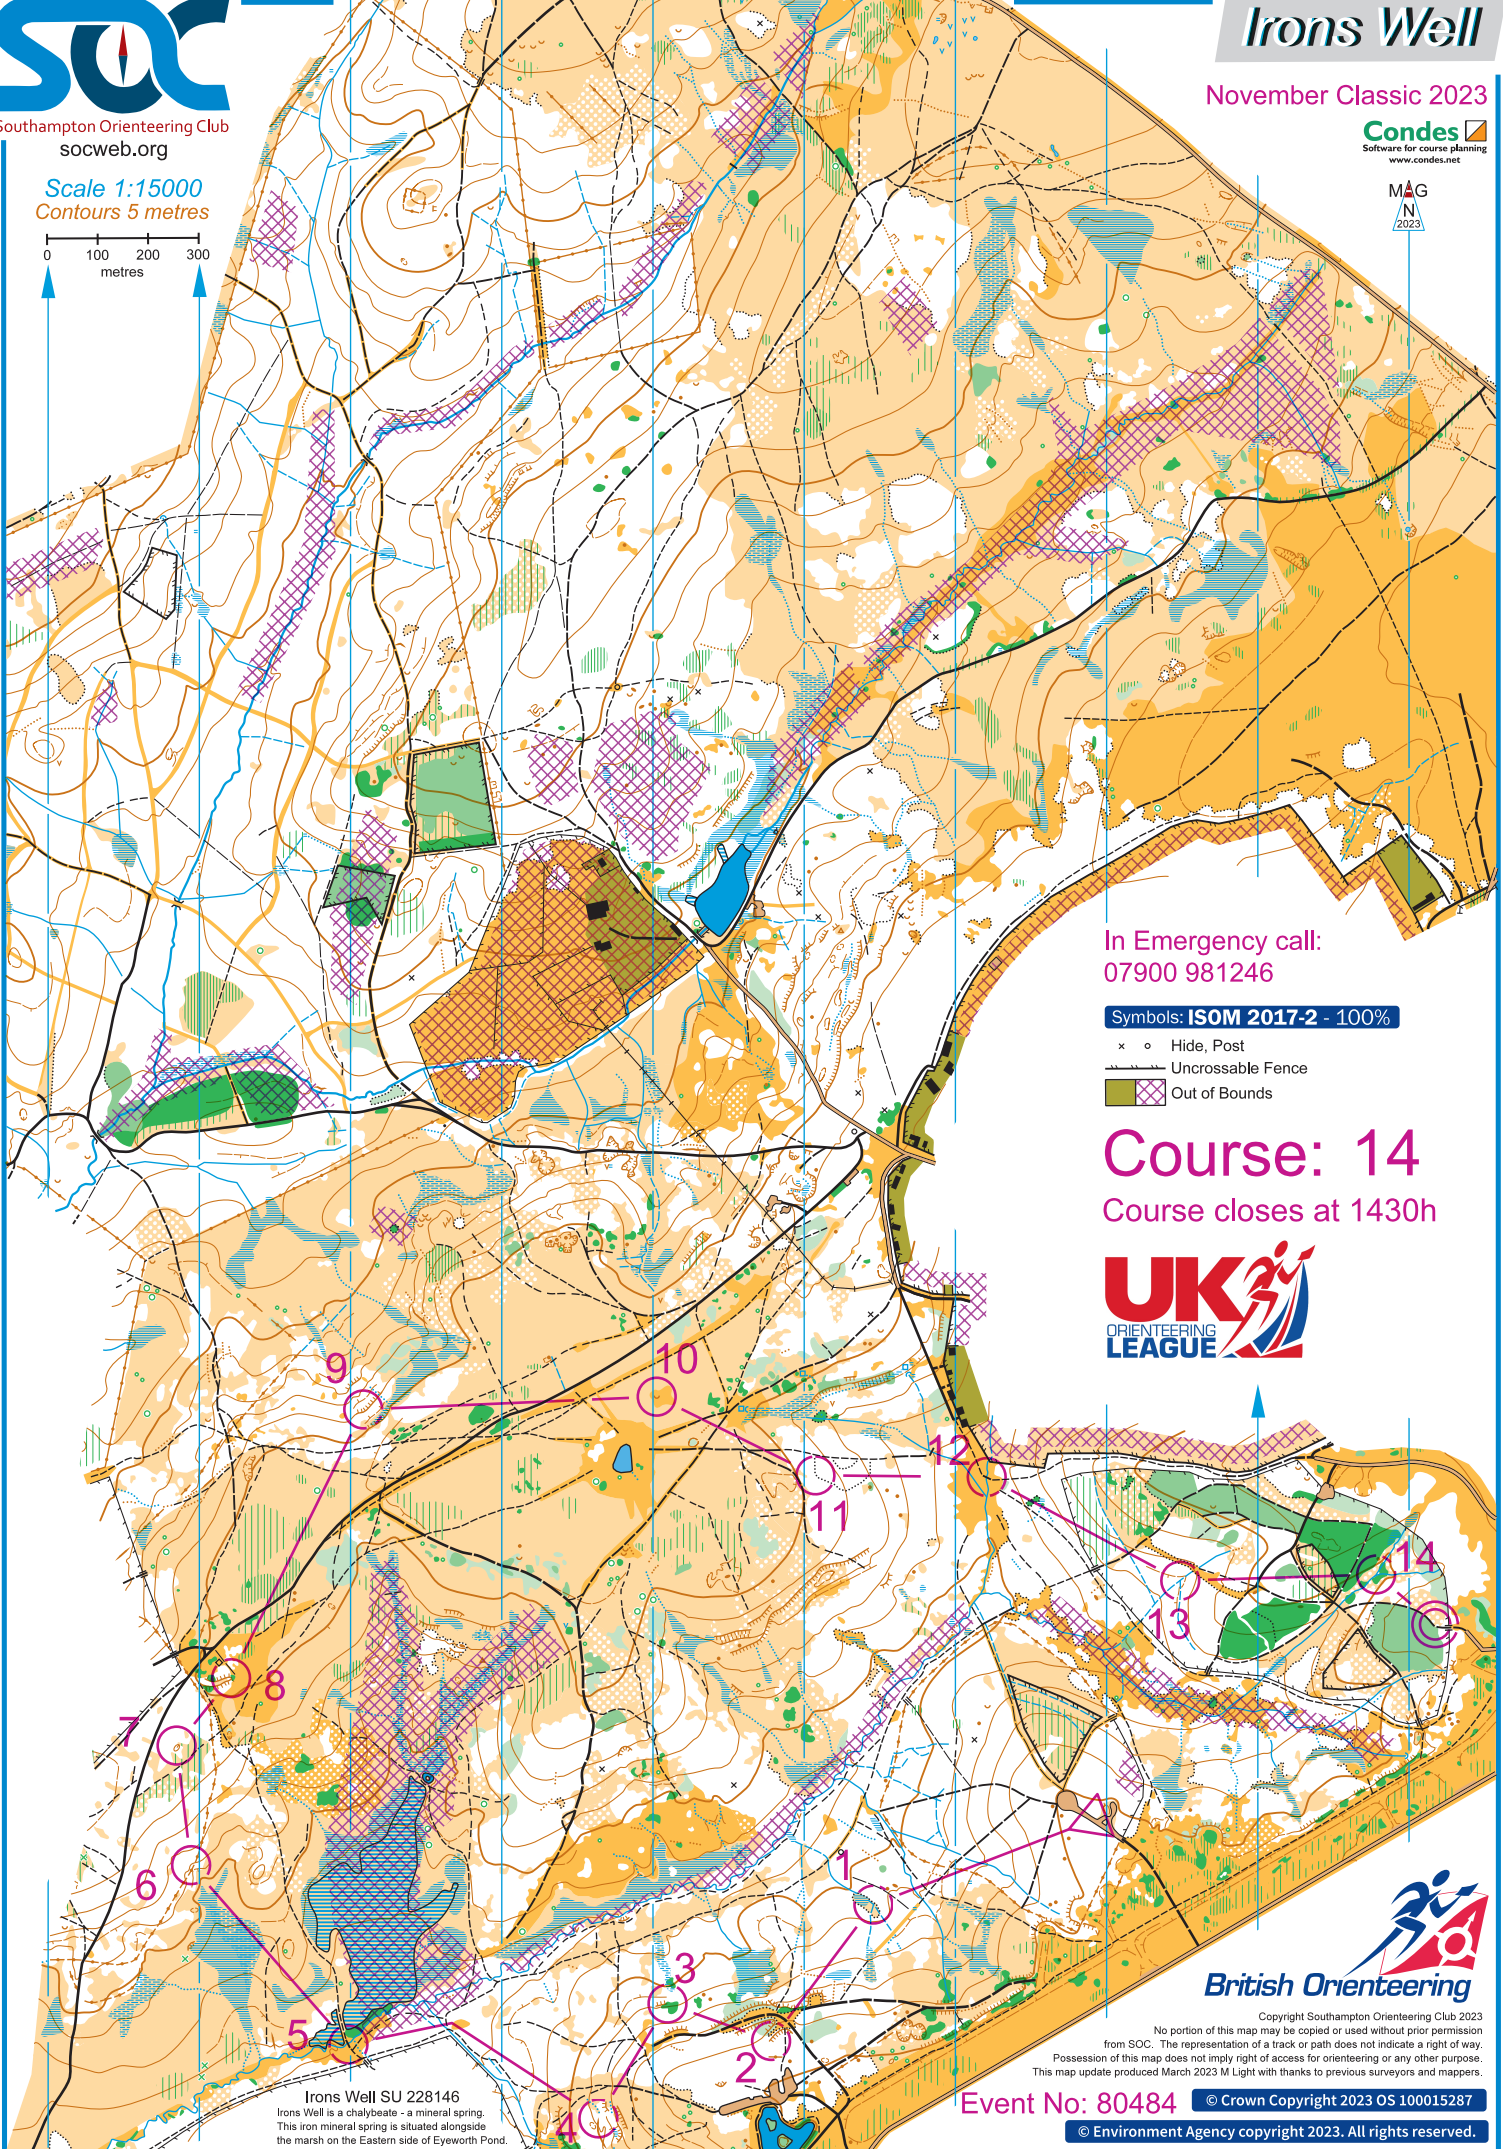 SOC
Southampton Orienteering Club
socweb.org
Scale 1:15000
Contours 5 metres
0 100 200 300
metres
Irons Well
November Classic 2023
Condes
Software for course planning
www.condes.net
MAG
N
2023
In Emergency call:
07900 981246
Symbols: ISOM 2017-2 - 100%
Hide, Post
Uncrossable Fence
Out of Bounds
Course: 14
Course closes at 1430h
UK
ORIENTEERING
LEAGUE
9
10
12
11
14
13
8
7
6
1
3
5
2
4
British Orienteering
Copyright Southampton Orienteering Club 2023
No portion of this map may be copied or used without prior permission
from SOC. The representation of a track or path does not indicate a right of way.
Possession of this map does not imply right of access for orienteering or any other purpose.
This map update produced March 2023 M Light with thanks to previous surveyors and mappers.
Event No: 80484
© Crown Copyright 2023 OS 100015287
© Environment Agency copyright 2023. All rights reserved.
Irons Well SU 228146
Irons Well is a chalybeate - a mineral spring.
This iron mineral spring is situated alongside
the marsh on the Eastern side of Eyeworth Pond.